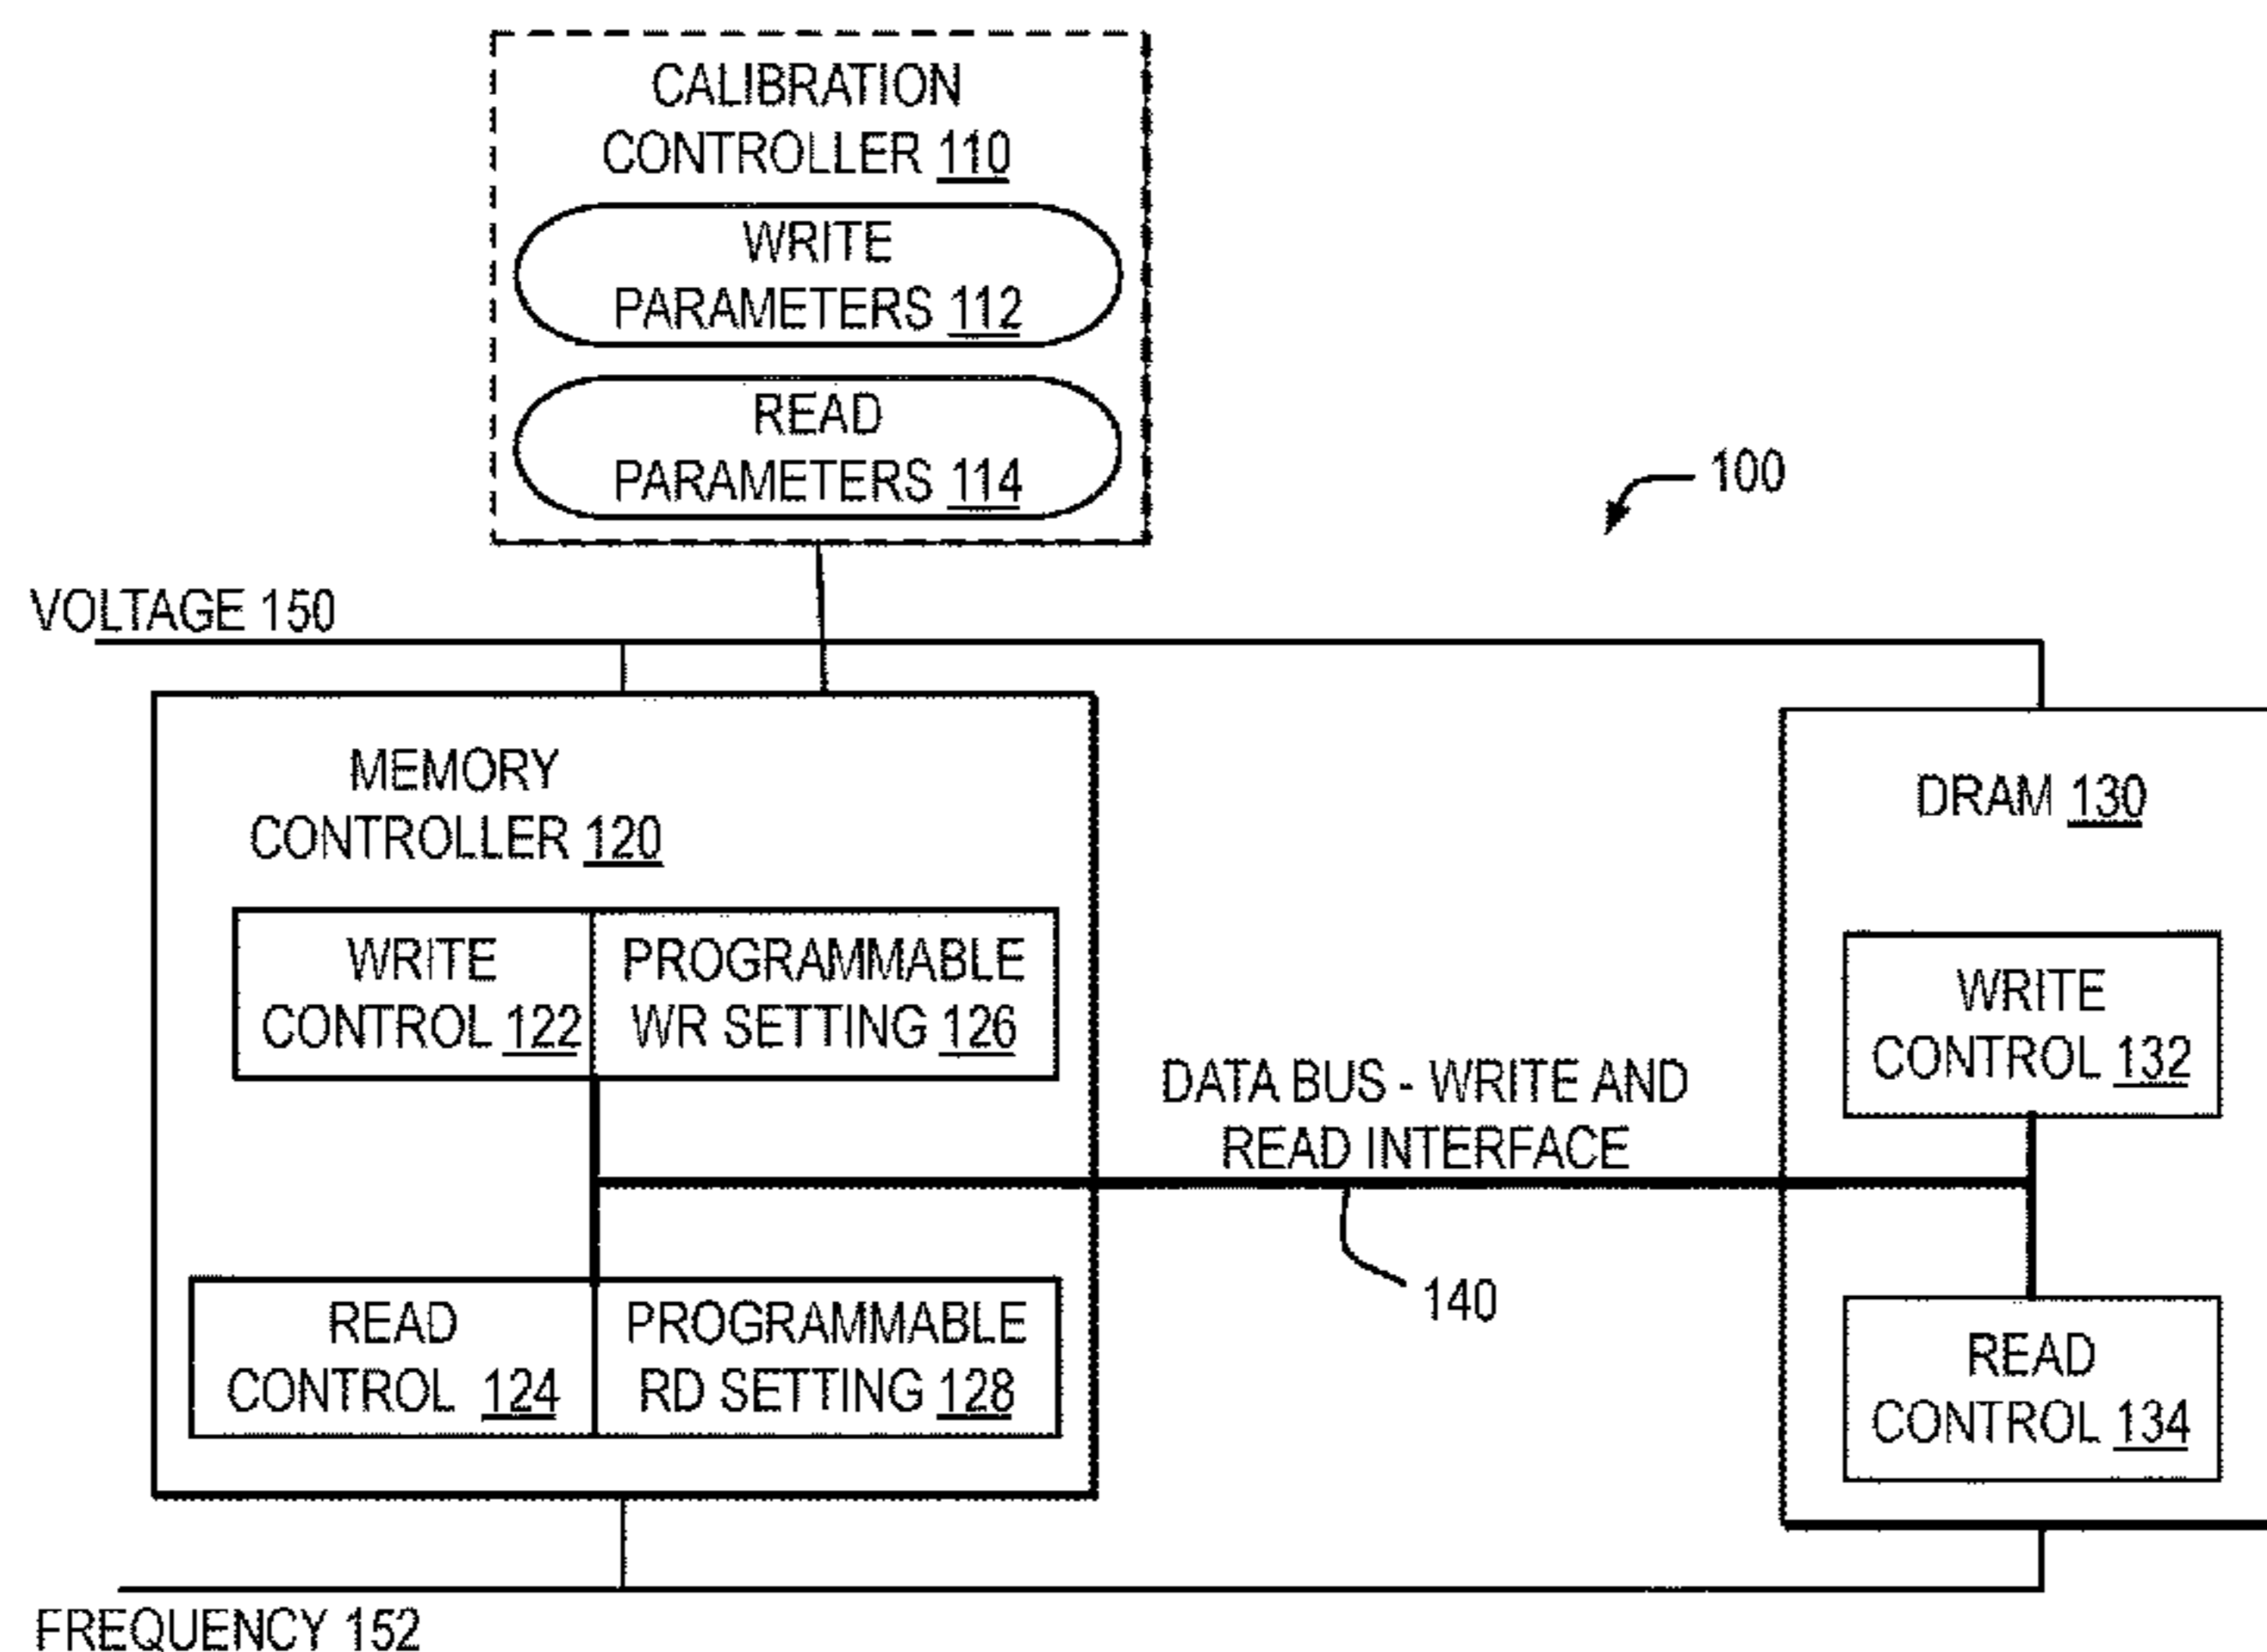 CALIBRATION
CONTROLLER 110
WRITE
PARAMETERS 112
READ
PARAMETERS 114
100
VOLTAGE 150
MEMORY
CONTROLLER 120
WRITE
CONTROL 122
PROGRAMMABLE
WR SETTING 126
READ
CONTROL 124
PROGRAMMABLE
RD SETTING 128
DATA BUS - WRITE AND
READ INTERFACE
140
DRAM 130
WRITE
CONTROL 132
READ
CONTROL 134
FREQUENCY 152